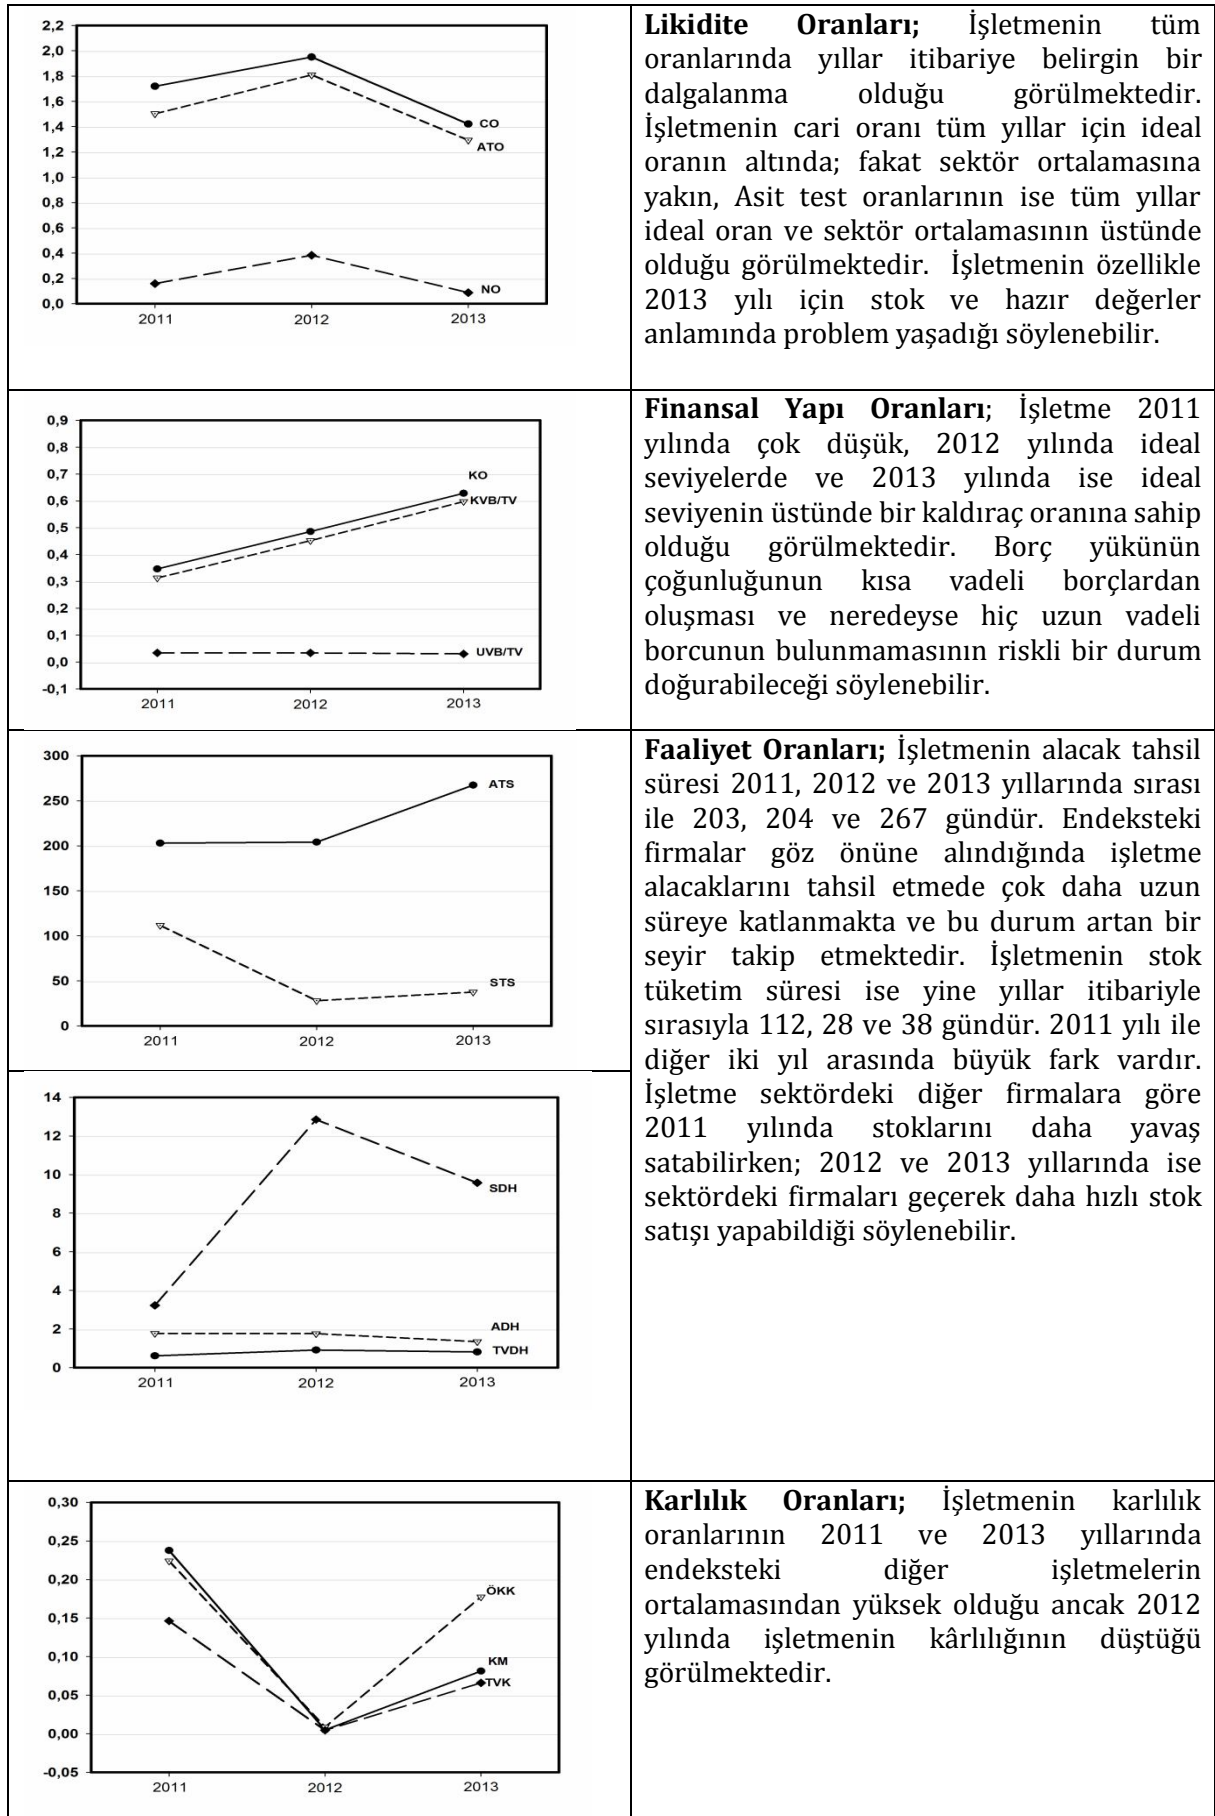 2,2
2,0
1,8
1,6
1,4
1,2
1,0
0,8
0,6
0,4
0,2
0,0
CO
ATO
NO
2011 2012 2013
Likidite Oranları; İşletmenin tüm
oranlarında yıllar itibariye belirgin bir
dalgalanma olduğu görülmektedir.
İşletmenin cari oranı tüm yıllar için ideal
oranın altında; fakat sektör ortalamasına
yakın, Asit test oranlarının ise tüm yıllar
ideal oran ve sektör ortalamasının üstünde
olduğu görülmektedir. İşletmenin özellikle
2013 yılı için stok ve hazır değerler
anlamında problem yaşadığı söylenebilir.
0,9
0,8
0,7
0,6
0,5
0,4
0,3
0,2
0,1
0,0
-0,1
KO
KVB/TV
UVB/TV
2011 2012 2013
Finansal Yapı Oranları; İşletme 2011
yılında çok düşük, 2012 yılında ideal
seviyelerde ve 2013 yılında ise ideal
seviyenin üstünde bir kaldıraç oranına sahip
olduğu görülmektedir. Borç yükünün
çoğunluğunun kısa vadeli borçlardan
oluşması ve neredeyse hiç uzun vadeli
borcunun bulunmamasının riskli bir durum
doğurabileceği söylenebilir.
300
250
200
150
100
50
0
ATS
STS
2011 2012 2013
14
12
10
8
6
4
2
0
SDH
ADH
TVDH
2011 2012 2013
Faaliyet Oranları; İşletmenin alacak tahsil
süresi 2011, 2012 ve 2013 yıllarında sırası
ile 203, 204 ve 267 gündür. Endeksteki
firmalar göz önüne alındığında işletme
alacaklarını tahsil etmede çok daha uzun
süreye katlanmakta ve bu durum artan bir
seyir takip etmektedir. İşletmenin stok
tüketim süresi ise yine yıllar itibariyle
sırasıyla 112, 28 ve 38 gündür. 2011 yılı ile
diğer iki yıl arasında büyük fark vardır.
İşletme sektördeki diğer firmalara göre
2011 yılında stoklarını daha yavaş
satabilirken; 2012 ve 2013 yıllarında ise
sektördeki firmaları geçerek daha hızlı stok
satışı yapabildiği söylenebilir.
0,30
0,25
0,20
0,15
0,10
0,05
0,00
-0,05
ÖKK
KM
TVK
2011 2012 2013
Karlılık Oranları; İşletmenin karlılık
oranlarının 2011 ve 2013 yıllarında
endeksteki diğer işletmelerin
ortalamasından yüksek olduğu ancak 2012
yılında işletmenin kârlılığının düştüğü
görülmektedir.